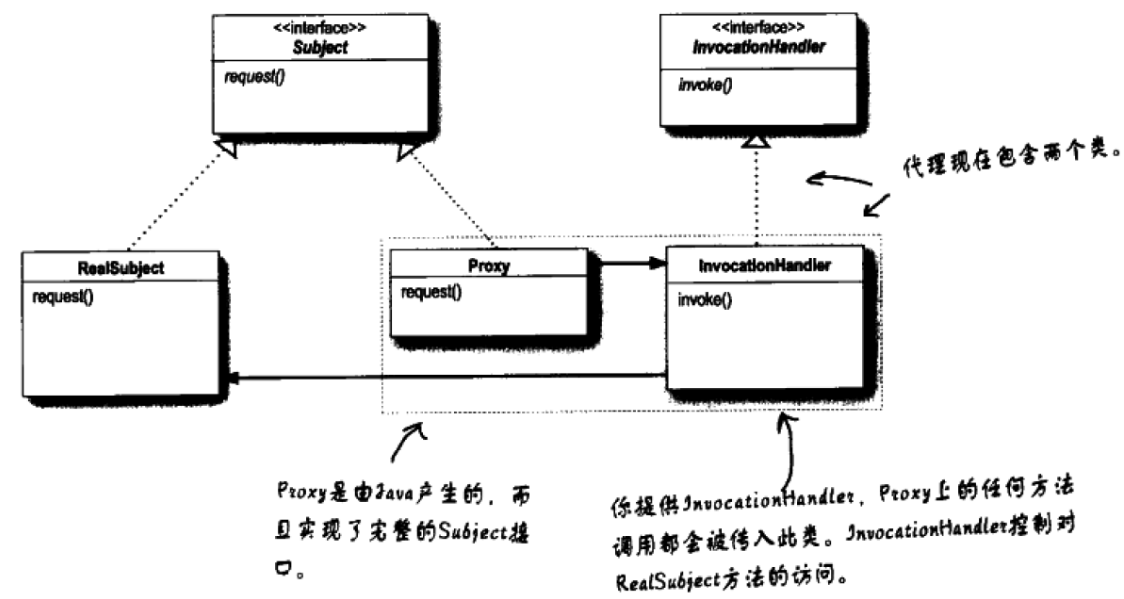 <<interface>>
Subject
request()
<<interface>>
InvocationHandler
invoke()
代理现在包含两个类。
RealSubject
request()
Proxy
request()
InvocationHandler
invoke()
Proxy是由Java产生的，而
且实现了完整的Subject接
口。
你提供InvocationHandler，Proxy上的任何方法
调用都会被传入此类。InvocationHandler控制对
RealSubject方法的访问。